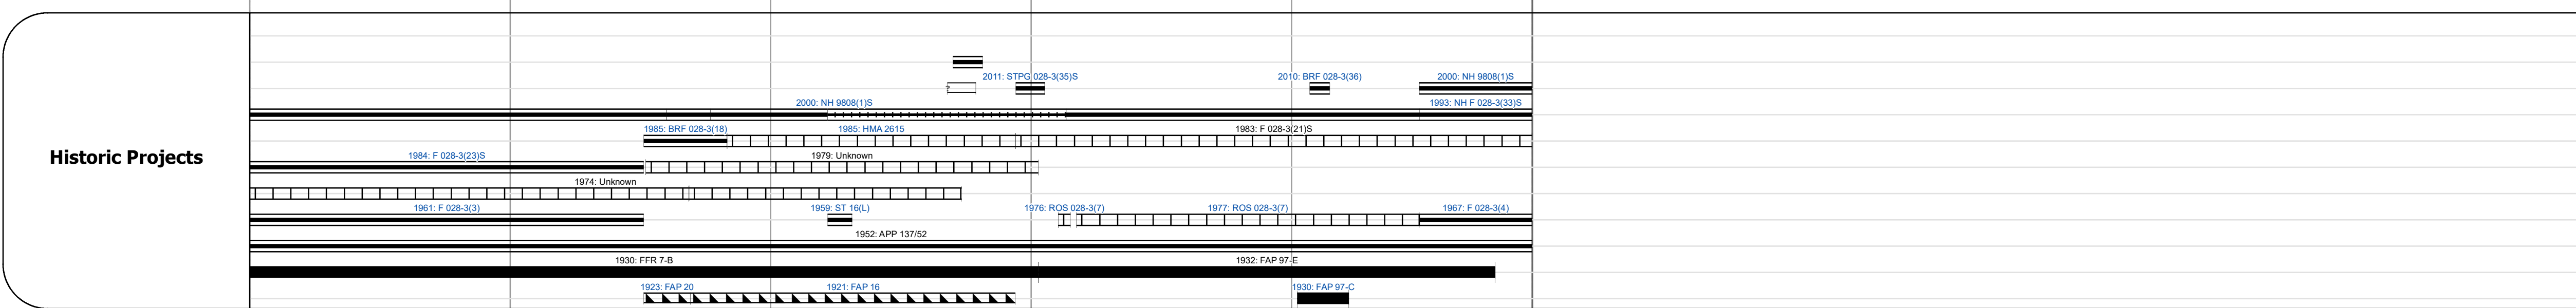 2011: STPG 028-3(35)S 2010: BRF 028-3(36) 2000: NH 9808(1)S
?
2000: NH 9808(1)S 1993: NH F 028-3(33)S
1985: BRF 028-3(18) 1985: HMA 2615 1983: F 028-3(21)S
Historic Projects
1984: F 028-3(23)S 1979: Unknown
1974: Unknown
1961: F 028-3(3) 1959: ST 16(L) 1976: ROS 028-3(7) 1977: ROS 028-3(7) 1967: F 028-3(4)
1952: APP 137/52
1930: FFR 7-B 1932: FAP 97-E
1923: FAP 20 1921: FAP 16 1930: FAP 97-C